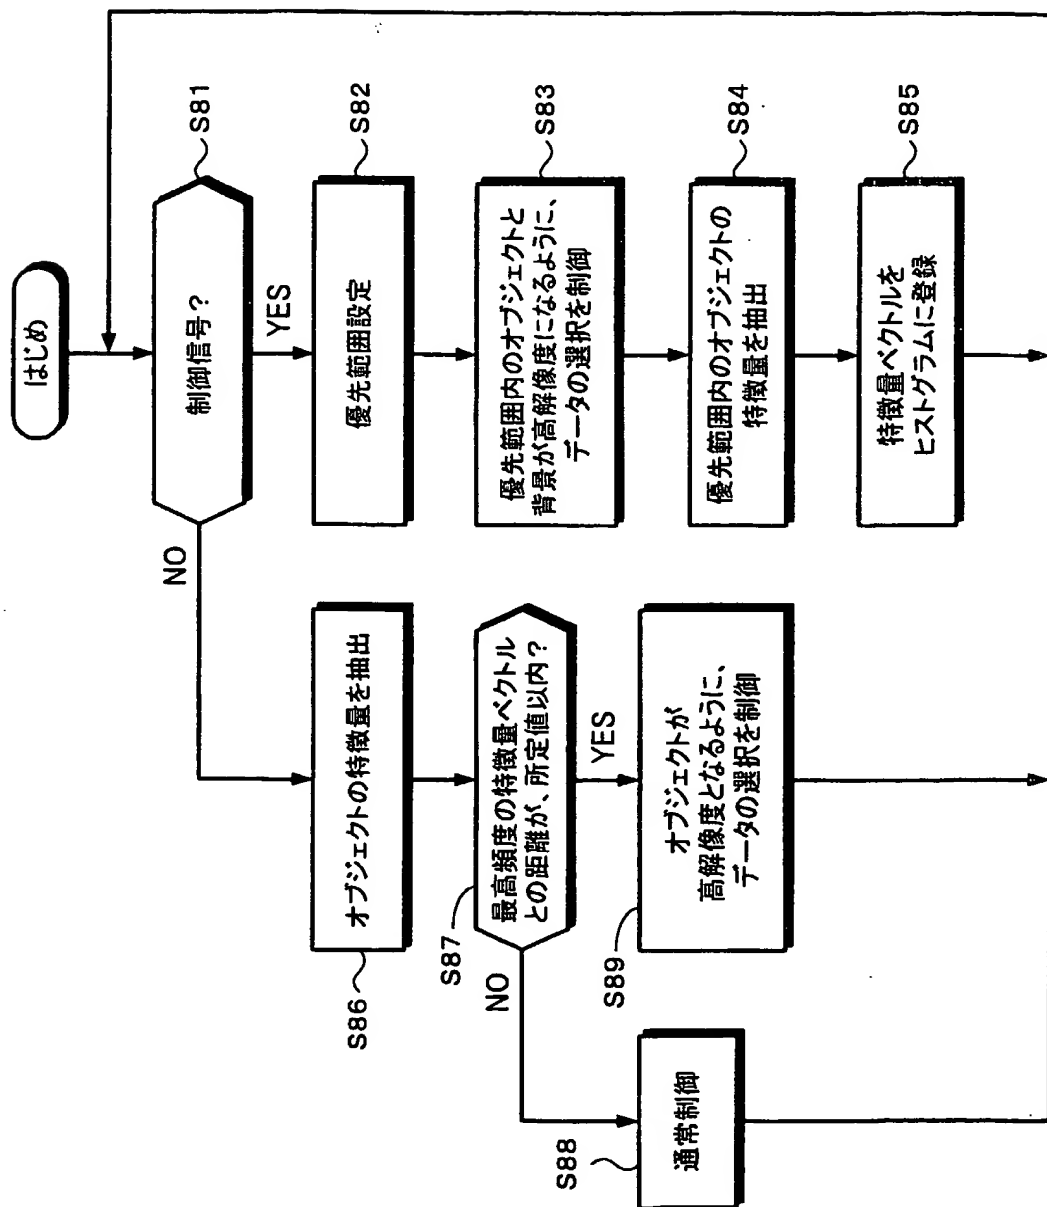 はじめ
制御信号?
S81
YES
NO
優先範囲設定
S82
優先範囲内のオブジェクトと
背景が高解像度になるように、
データの選択を制御
S83
優先範囲内のオブジェクトの
特徴量を抽出
S84
特徴量ベクトルを
ヒストグラムに登録
S85
オブジェクトの特徴量を抽出
S86
最高頻度の特徴量ベクトル
との距離が、所定値以内?
S87
YES
NO
オブジェクトが
高解像度となるように、
データの選択を制御
S89
通常制御
S88